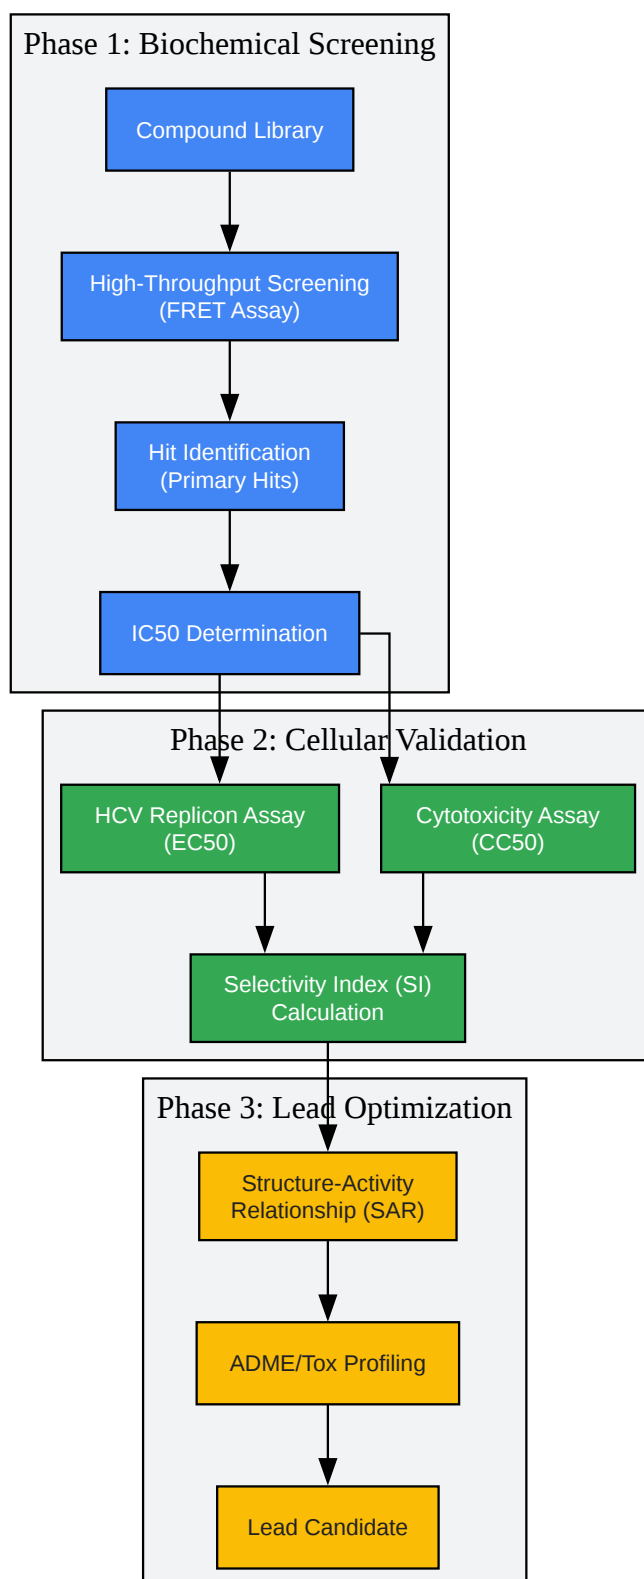 Phase 1: Biochemical Screening
Compound Library
High-Throughput Screening
(FRET Assay)
Hit Identification
(Primary Hits)
IC50 Determination
Phase 2: Cellular Validation
HCV Replicon Assay
(EC50)
Cytotoxicity Assay
(CC50)
Selectivity Index (SI)
Calculation
Phase 3: Lead Optimization
Structure-Activity
Relationship (SAR)
ADME/Tox Profiling
Lead Candidate